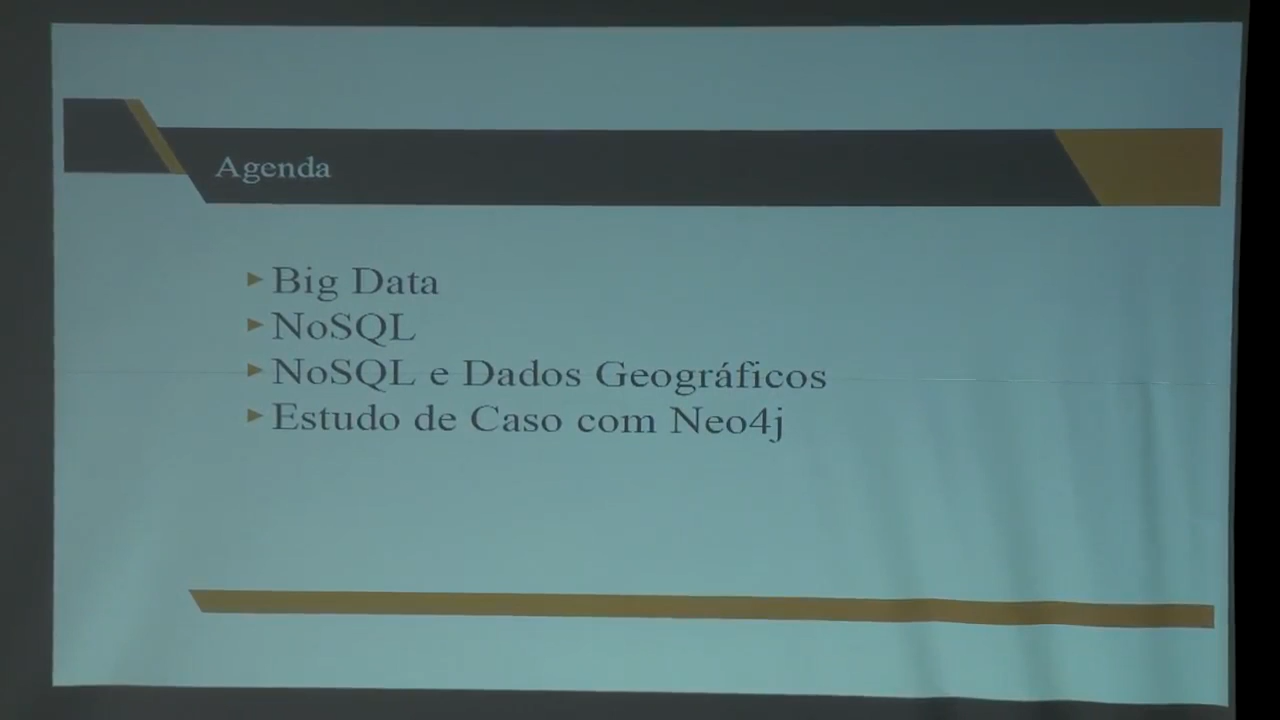 Agenda
Big Data
NoSQL
NoSQL e Dados Geográficos
Estudo de Caso com Neo4j